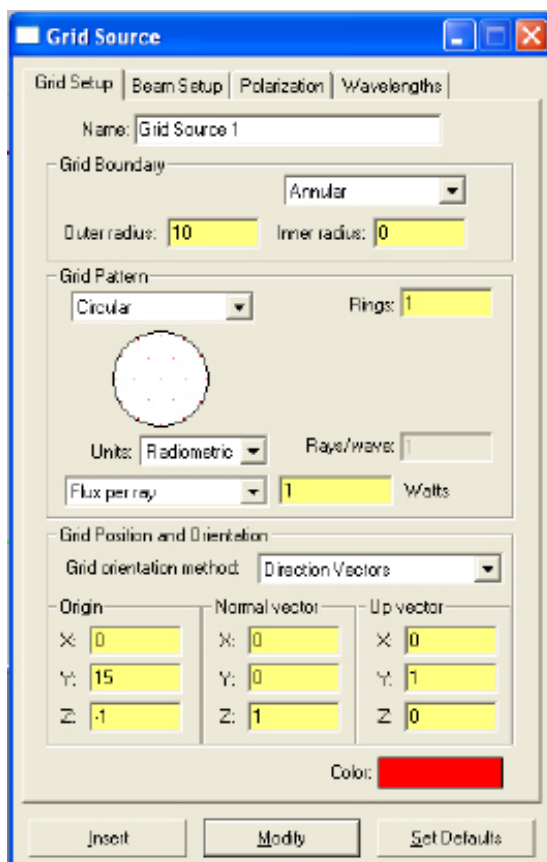 Grid Source
Grid Setup Beam Setup Polarization Wavelengths
Name: Grid Source 1
Grid Boundary
Annular
Outer radius: 10 Inner radius: 0
Grid Pattern
Circular Rings: 1
Units: Radiometric Rays/wave: 1
Flux per ray 1 Watts
Grid Position and Orientation
Grid orientation method: Direction Vectors
Origin Normal vector Up vector
X: 0 X: 0 X: 0
Y: 15 Y: 0 Y: 1
Z: -1 Z: 1 Z: 0
Color:
Insert Modify Set Defaults